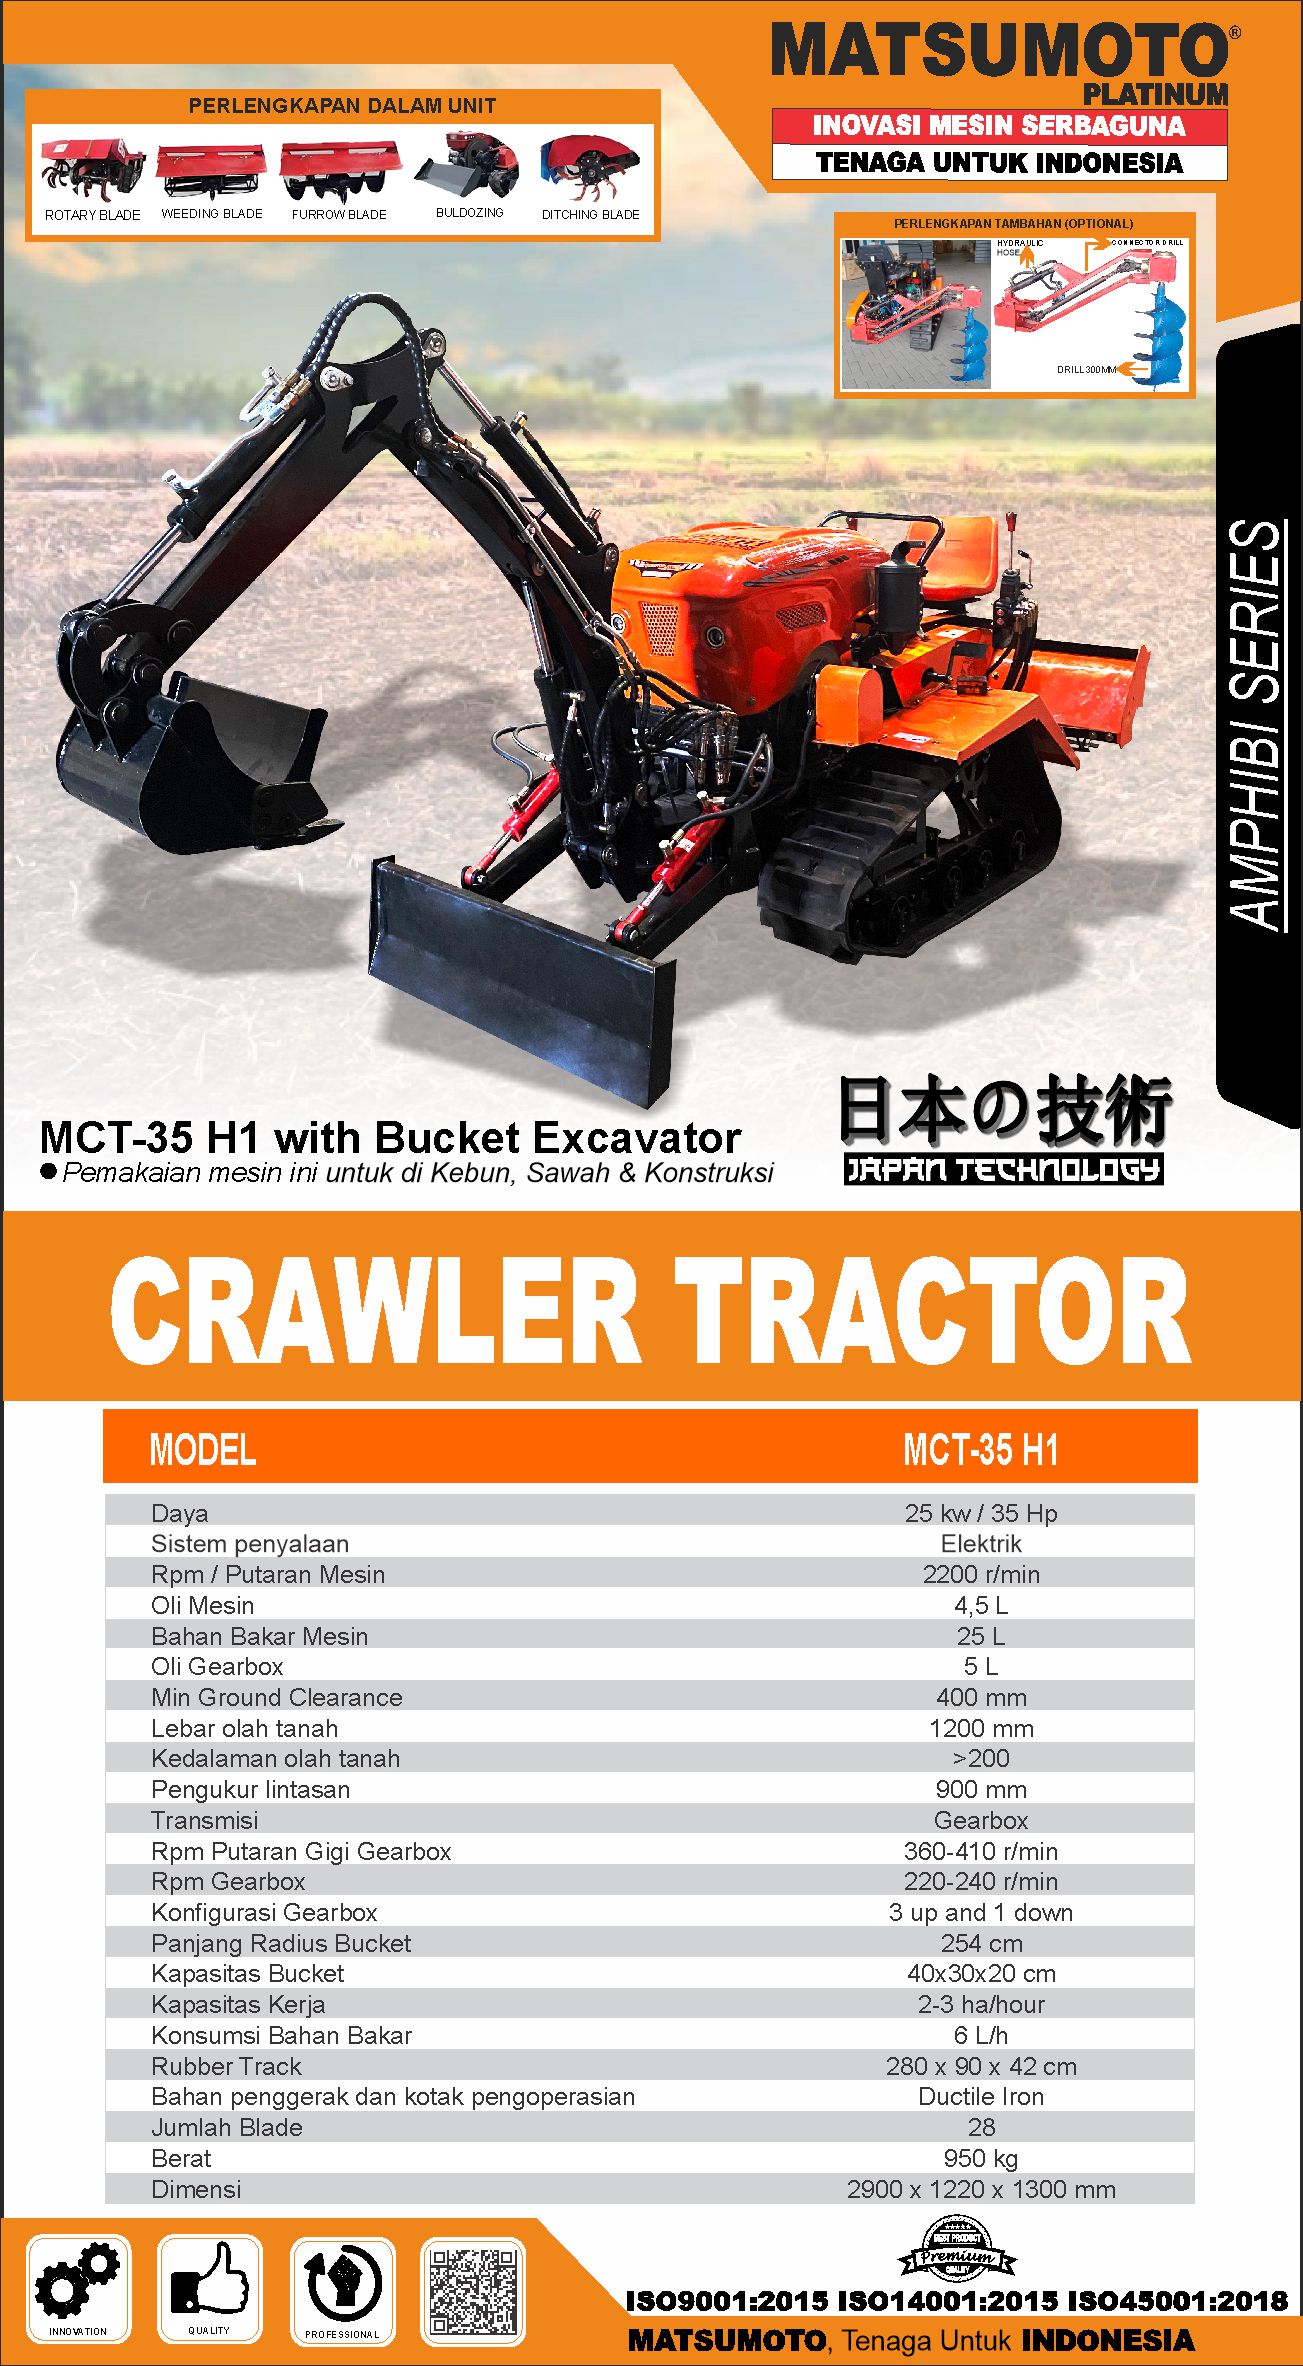 MATSUMOTO®
PLATINUM
INOVASI MESIN SERBAGUNA
TENAGA UNTUK INDONESIA
PERLENGKAPAN DALAM UNIT
ROTARY BLADE WEEDING BLADE FURROW BLADE BULDOZING DITCHING BLADE
PERLENGKAPAN TAMBAHAN (OPTIONAL)
HYDRAULIC
HOSE
CONNECTOR DRILL
DRILL 300MM
AMPHIBI SERIES
MCT-35 H1 with Bucket Excavator
● Pemakaian mesin ini untuk di Kebun, Sawah & Konstruksi
日本の技術
JAPAN TECHNOLOGY
CRAWLER TRACTOR
MODEL MCT-35 H1
Daya 25 kw / 35 Hp
Sistem penyalaan Elektrik
Rpm / Putaran Mesin 2200 r/min
Oli Mesin 4,5 L
Bahan Bakar Mesin 25 L
Oli Gearbox 5 L
Min Ground Clearance 400 mm
Lebar olah tanah 1200 mm
Kedalaman olah tanah >200
Pengukur lintasan 900 mm
Transmisi Gearbox
Rpm Putaran Gigi Gearbox 360-410 r/min
Rpm Gearbox 220-240 r/min
Konfigurasi Gearbox 3 up and 1 down
Panjang Radius Bucket 254 cm
Kapasitas Bucket 40x30x20 cm
Kapasitas Kerja 2-3 ha/hour
Konsumsi Bahan Bakar 6 L/h
Rubber Track 280 x 90 x 42 cm
Bahan penggerak dan kotak pengoperasian Ductile Iron
Jumlah Blade 28
Berat 950 kg
Dimensi 2900 x 1220 x 1300 mm
INNOVATION
QUALITY
PROFESSIONAL
BEST PRODUCT
Premium
QUALITY
ISO9001:2015 ISO14001:2015 ISO45001:2018
MATSUMOTO, Tenaga Untuk INDONESIA